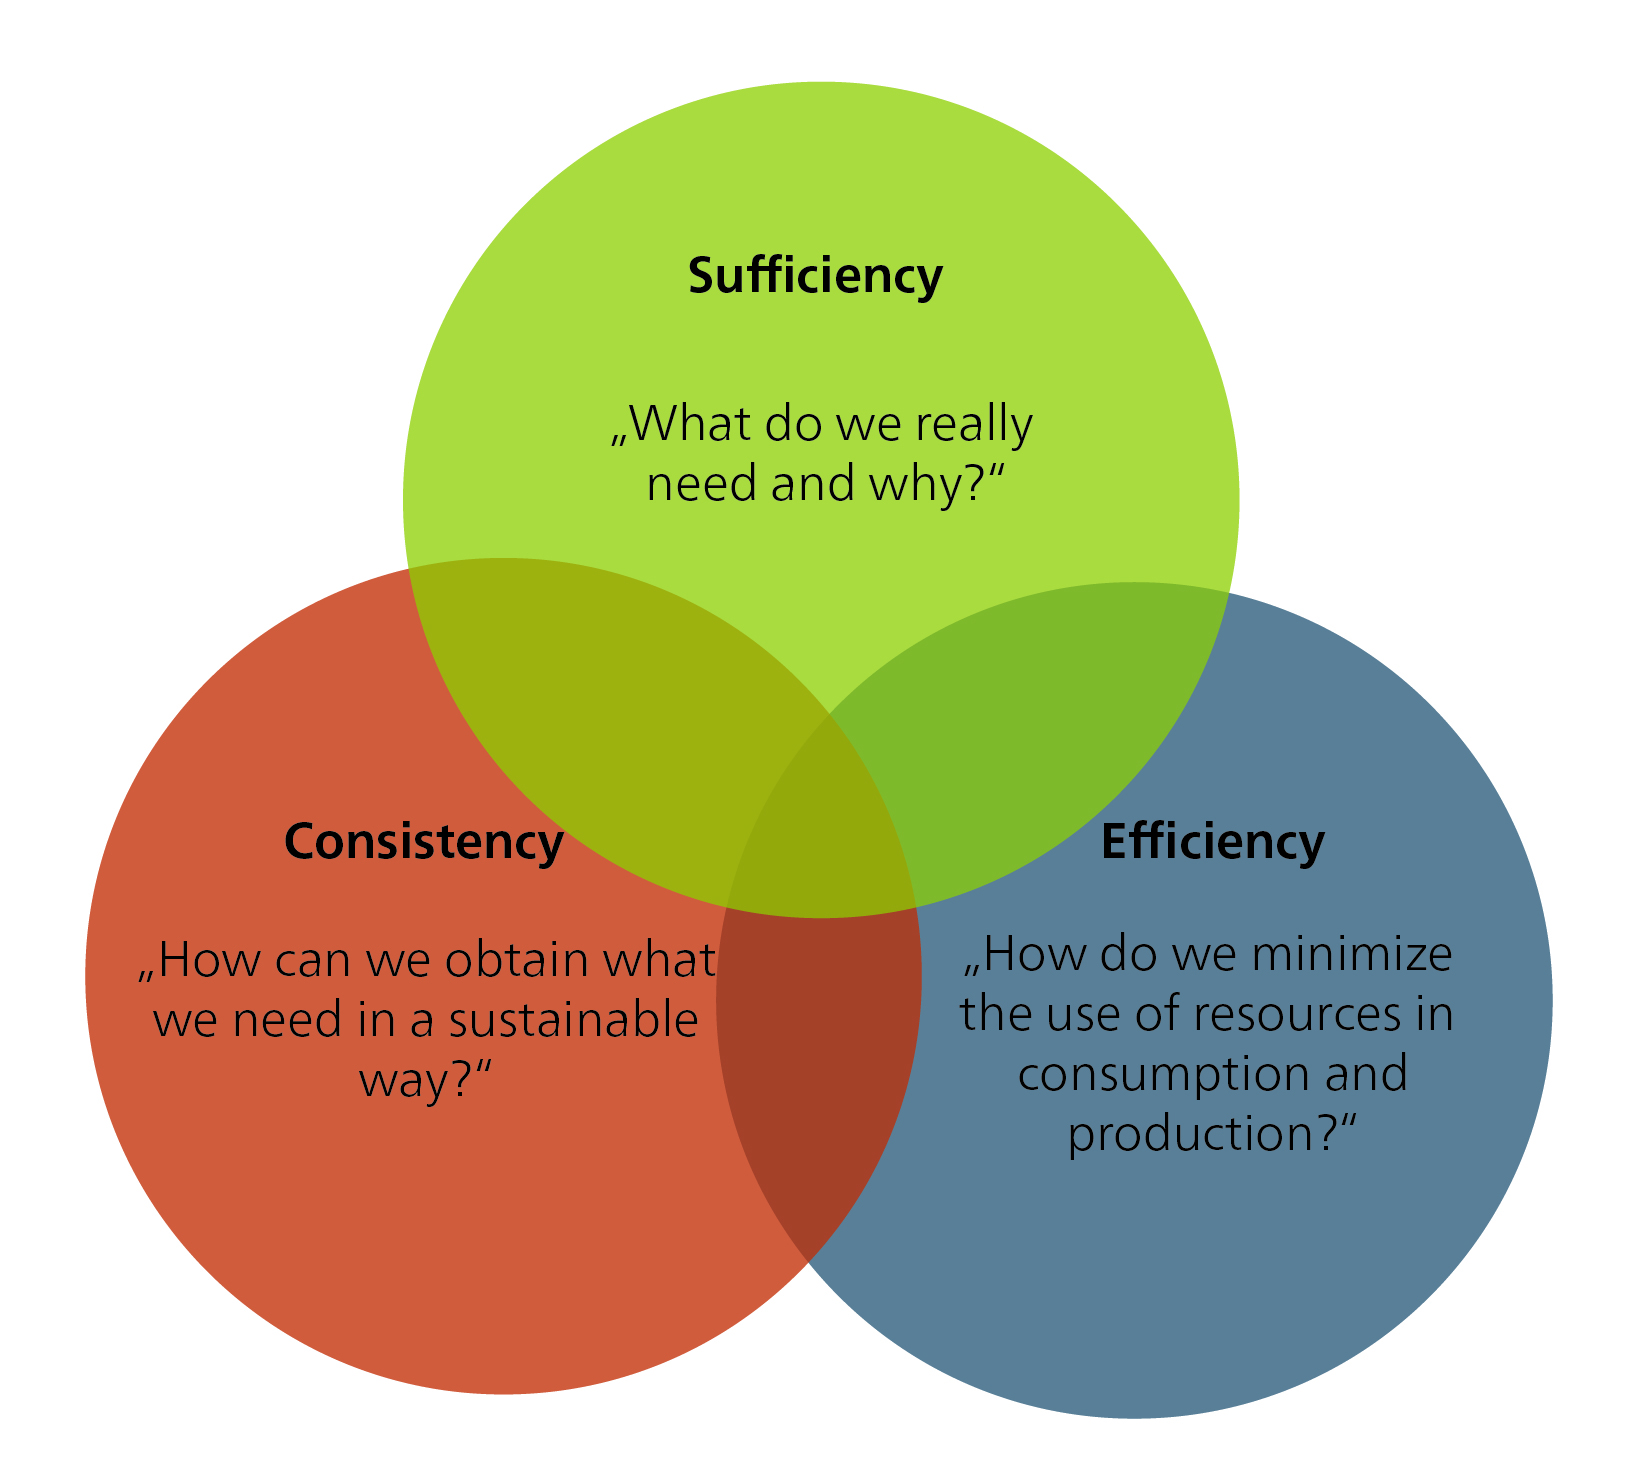 Sufficiency
„What do we really
need and why?“
Consistency
„How can we obtain what
we need in a sustainable
way?“
Efficiency
„How do we minimize
the use of resources in
consumption and
production?“